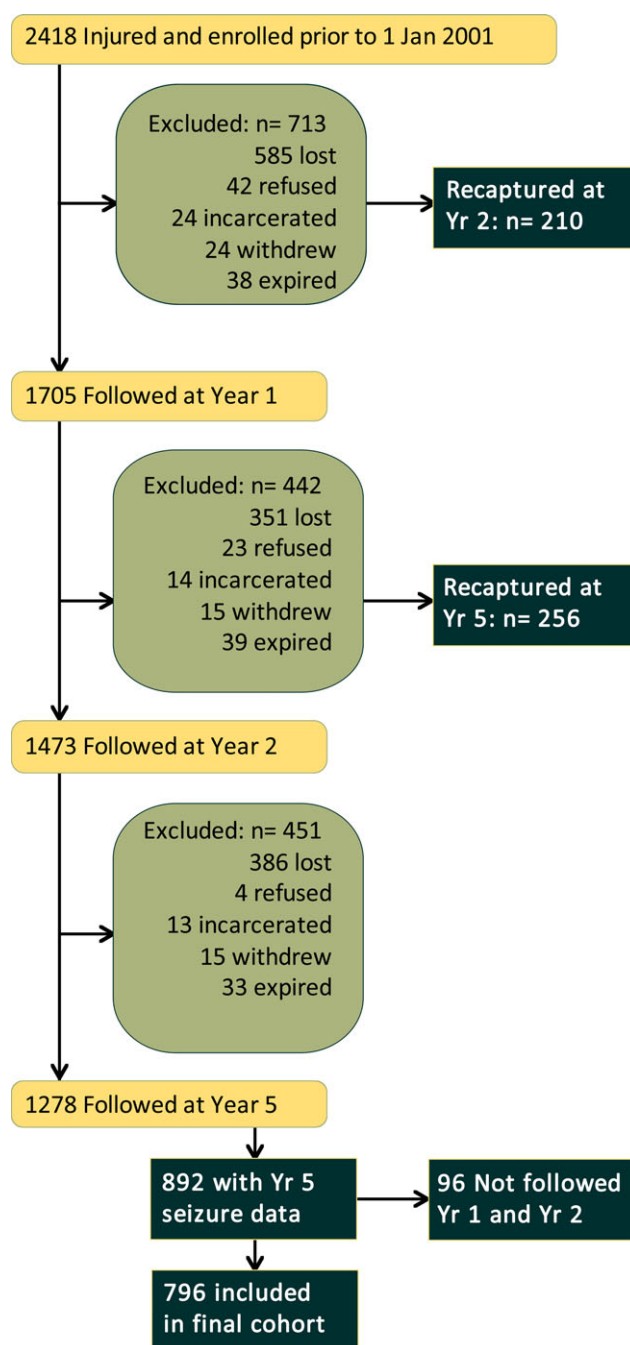 2418 Injured and enrolled prior to 1 Jan 2001
Excluded: n= 713
585 lost
42 refused
24 incarcerated
24 withdrew
38 expired
Recaptured at
Yr 2: n= 210
1705 Followed at Year 1
Excluded: n= 442
351 lost
23 refused
14 incarcerated
15 withdrew
39 expired
Recaptured at
Yr 5: n= 256
1473 Followed at Year 2
Excluded: n= 451
386 lost
4 refused
13 incarcerated
15 withdrew
33 expired
1278 Followed at Year 5
892 with Yr 5
seizure data
96 Not followed
Yr 1 and Yr 2
796 included
in final cohort